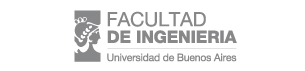 FACULTAD
DE INGENIERIA
Universidad de Buenos Aires